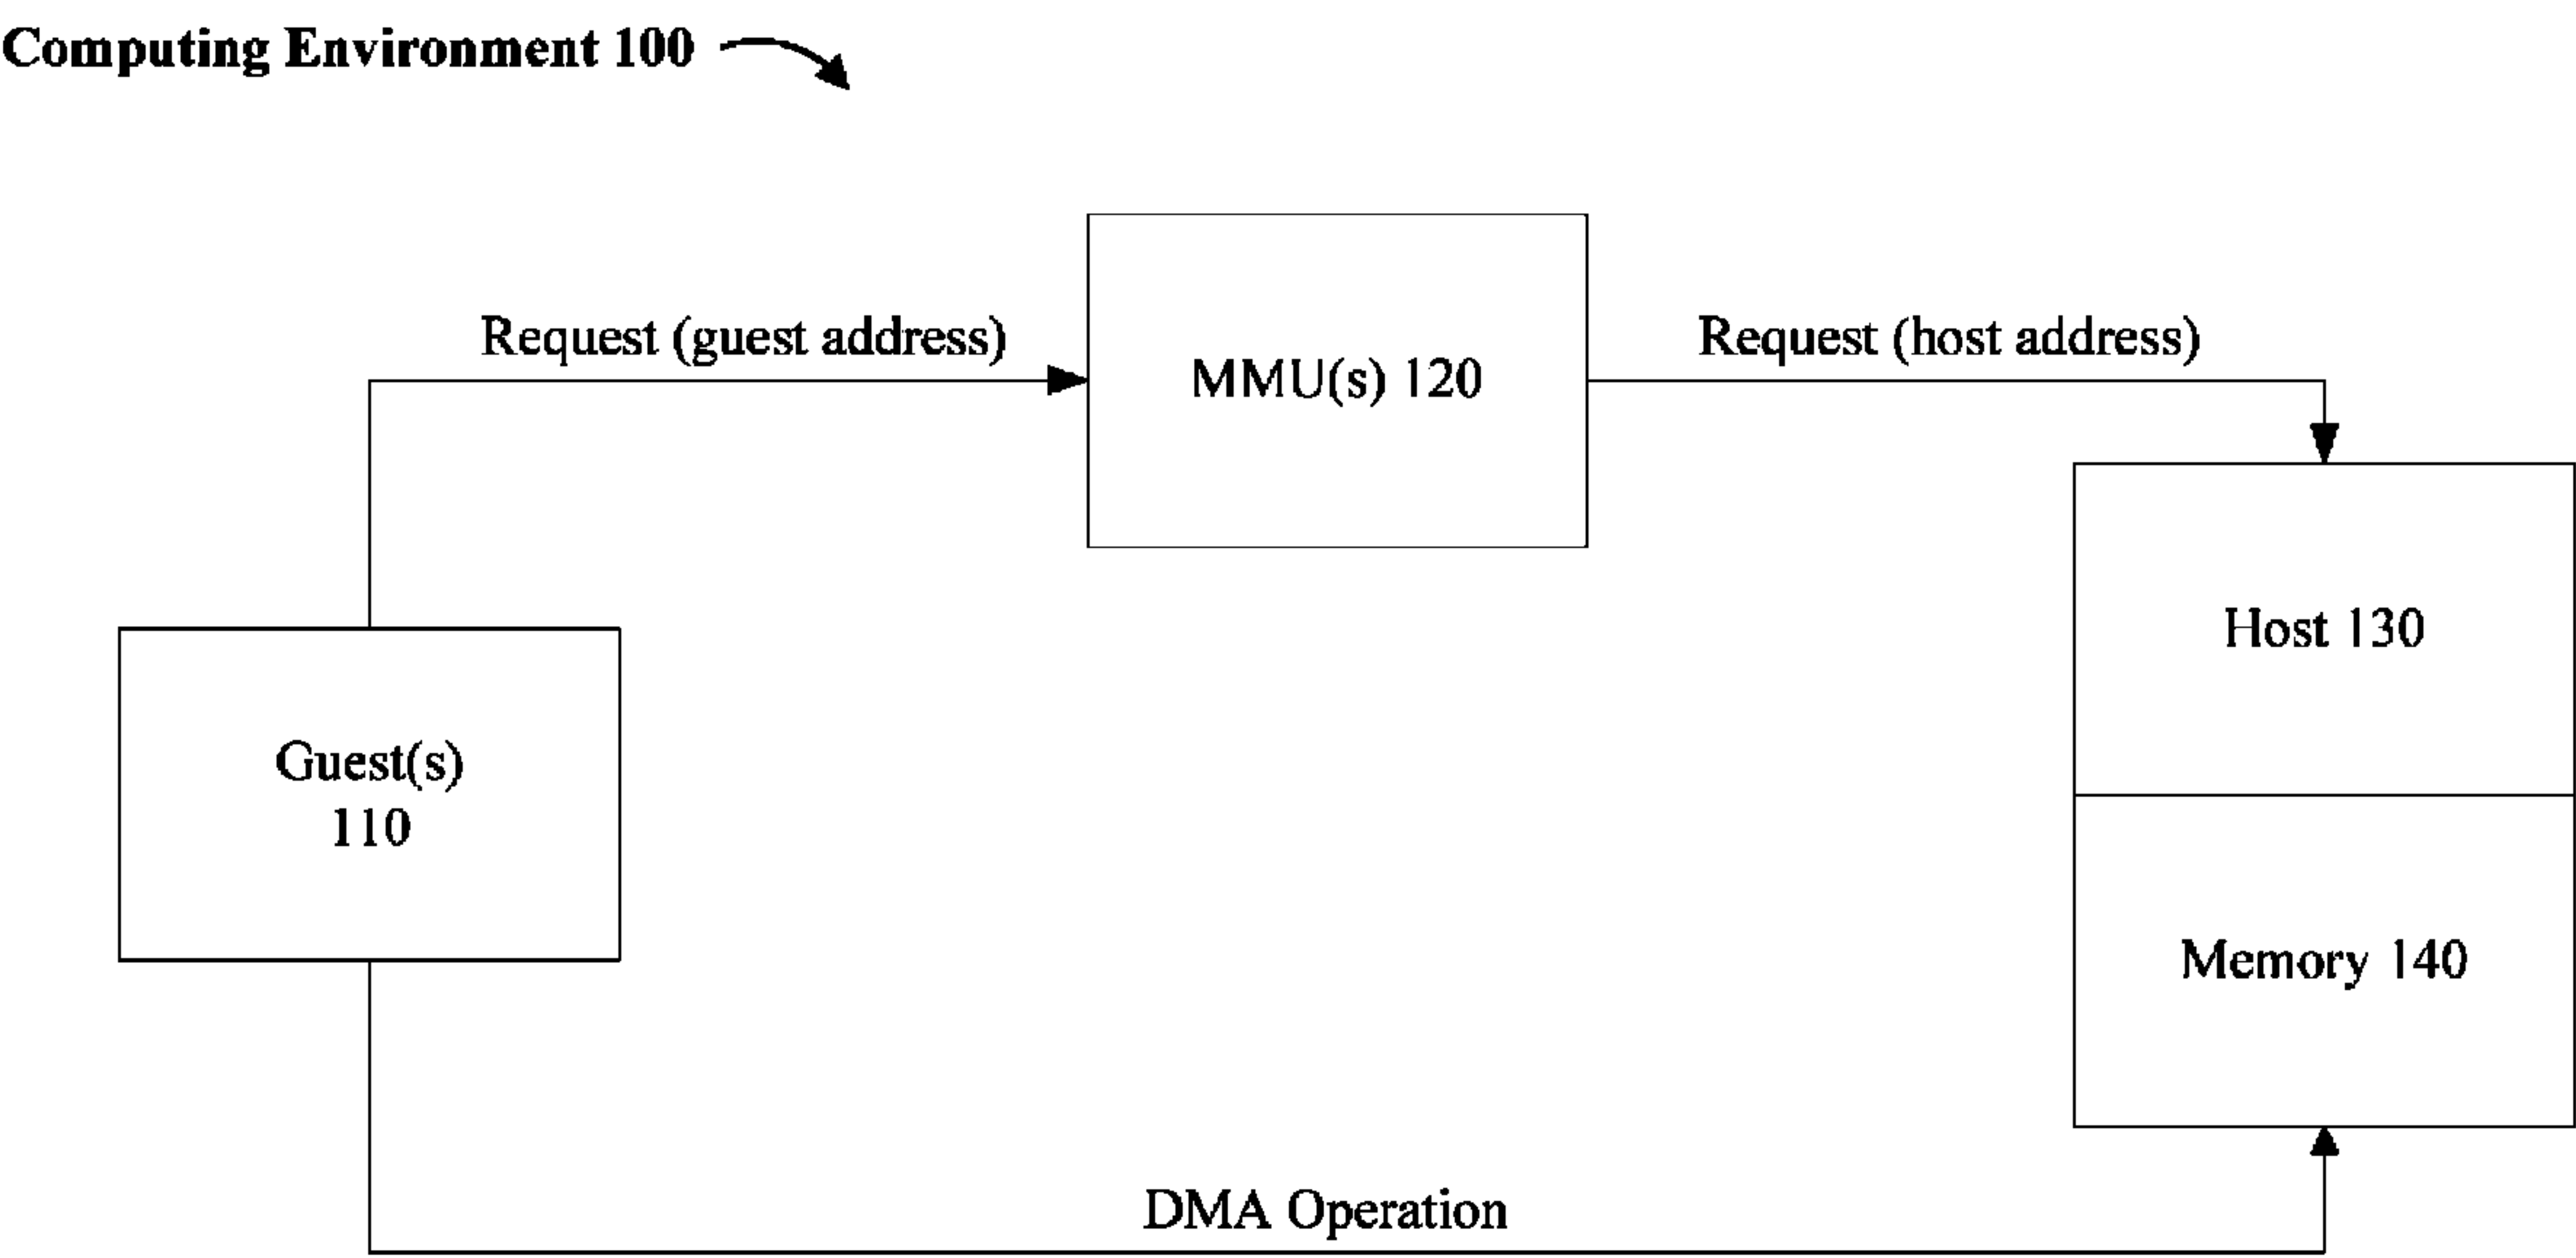 Computing Environment 100
Request (guest address)
MMU(s) 120
Request (host address)
Host 130
Guest(s)
110
Memory 140
DMA Operation